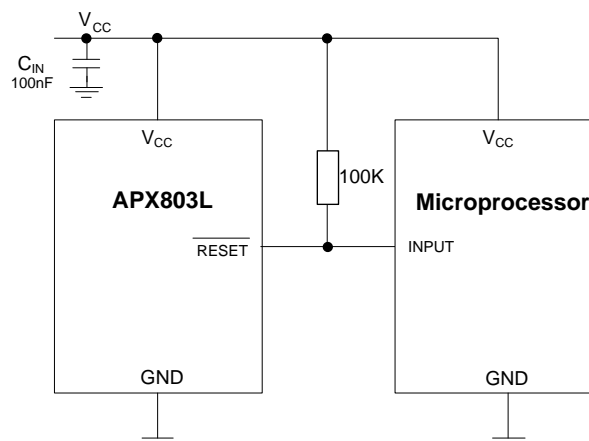 VCC
CIN
100nF
VCC
VCC
APX803L
100K
Microprocessor
RESET
INPUT
GND
GND